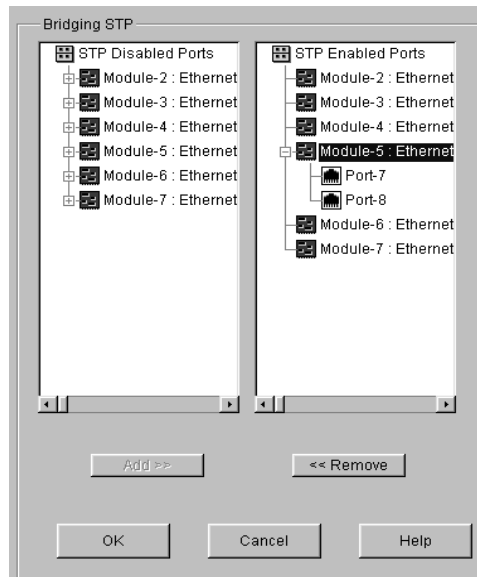 Bridging STP
STP Disabled Ports
Module-2 : Ethernet
Module-3 : Ethernet
Module-4 : Ethernet
Module-5 : Ethernet
Module-6 : Ethernet
Module-7 : Ethernet
STP Enabled Ports
Module-2 : Ethernet
Module-3 : Ethernet
Module-4 : Ethernet
Module-5 : Ethernet
Port-7
Port-8
Module-6 : Ethernet
Module-7 : Ethernet
Add >>
<< Remove
OK
Cancel
Help